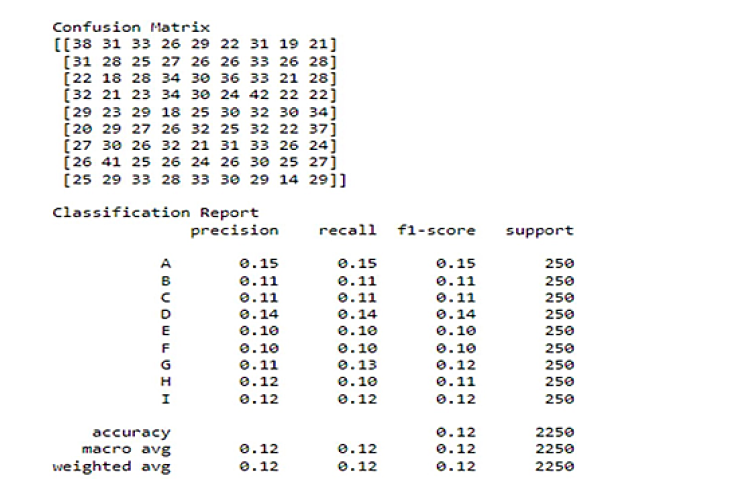 Confusion Matrix
[[38 31 33 26 29 22 31 19 21]
[31 28 25 27 26 26 33 26 28]
[22 18 28 34 30 36 33 21 28]
[32 21 23 34 30 24 42 22 22]
[29 23 29 18 25 30 32 30 34]
[20 29 27 26 32 25 32 22 37]
[27 30 26 32 21 31 33 26 24]
[26 41 25 26 24 26 30 25 27]
[25 29 33 28 33 30 29 14 29]]
Classification Report
precision recall f1-score support
A 0.15 0.15 0.15 250
B 0.11 0.11 0.11 250
C 0.11 0.11 0.11 250
D 0.14 0.14 0.14 250
E 0.10 0.10 0.10 250
F 0.10 0.10 0.10 250
G 0.11 0.13 0.12 250
H 0.12 0.10 0.11 250
I 0.12 0.12 0.12 250
accuracy 0.12 2250
macro avg 0.12 0.12 0.12 2250
weighted avg 0.12 0.12 0.12 2250